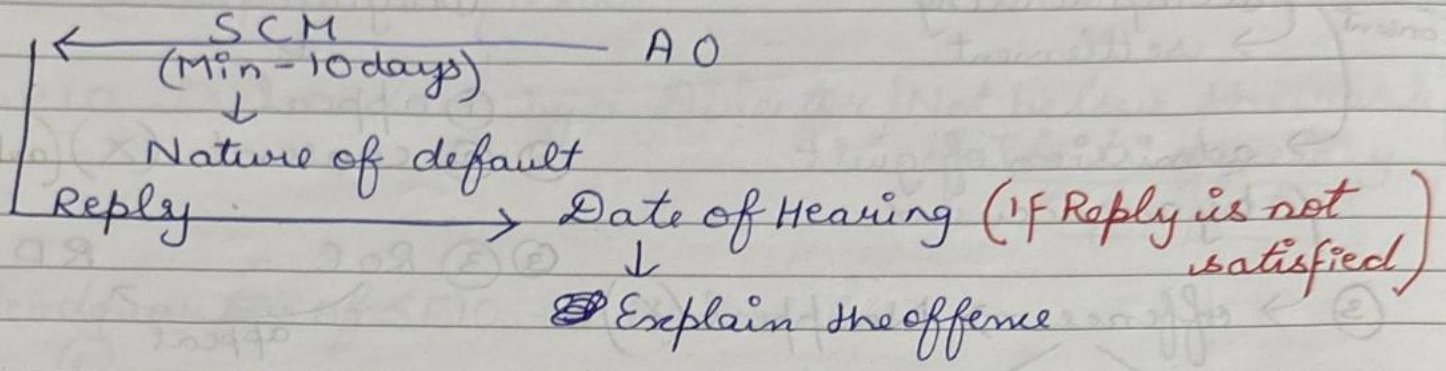 SCM AO
(Min-10 days)
Nature of default
Reply Date of Hearing (If Reply is not
satisfied)
Explain the offence